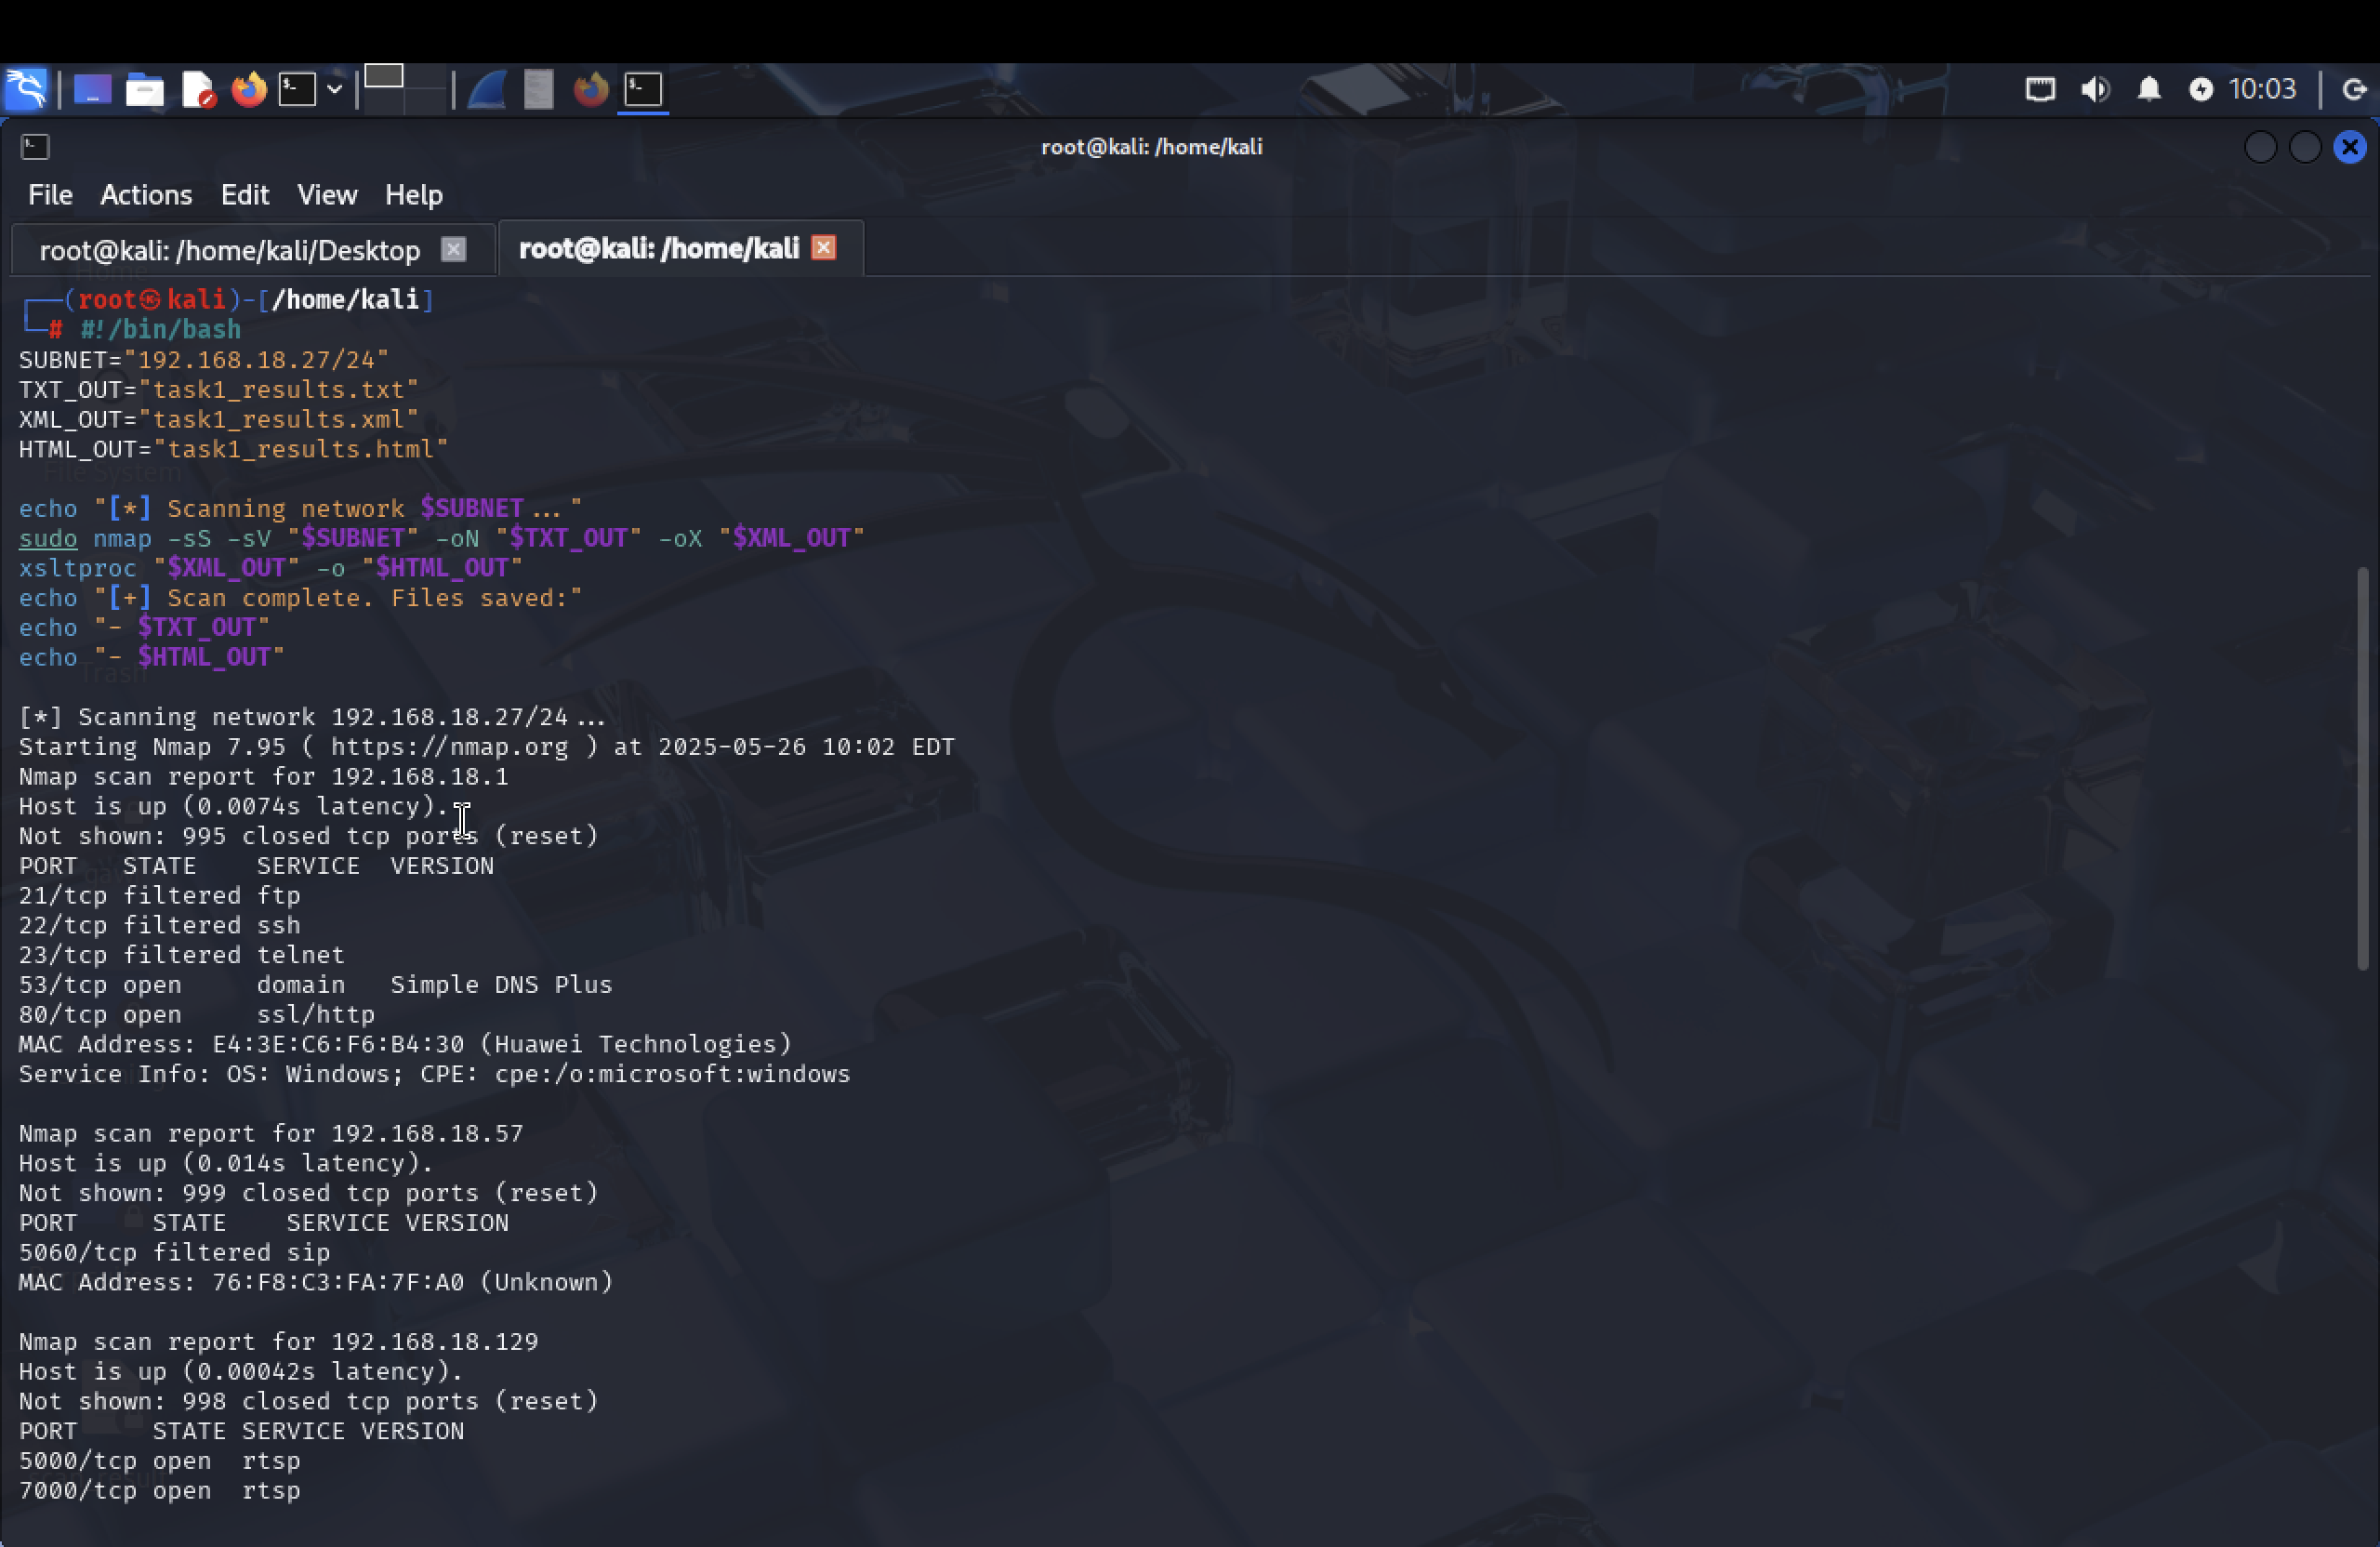 10:03
root@kali: /home/kali
File Actions Edit View Help
root@kali: /home/kali/Desktop root@kali: /home/kali
Home
(root㉿kali)-[/home/kali]
# #!/bin/bash
SUBNET="192.168.18.27/24"
TXT_OUT="task1_results.txt"
XML_OUT="task1_results.xml"
HTML_OUT="task1_results.html"
File System
echo "[*] Scanning network $SUBNET..."
sudo nmap -sS -sV "$SUBNET" -oN "$TXT_OUT" -oX "$XML_OUT"
xsltproc "$XML_OUT" -o "$HTML_OUT"
echo "[+] Scan complete. Files saved:"
echo "- $TXT_OUT"
echo "- $HTML_OUT"
Trash
[*] Scanning network 192.168.18.27/24...
Starting Nmap 7.95 ( https://nmap.org ) at 2025-05-26 10:02 EDT
Nmap scan report for 192.168.18.1
Host is up (0.0074s latency).
Not shown: 995 closed tcp ports (reset)
PORT STATE SERVICE VERSION
21/tcp filtered ftp
22/tcp filtered ssh
23/tcp filtered telnet
53/tcp open domain Simple DNS Plus
80/tcp open ssl/http
MAC Address: E4:3E:C6:F6:B4:30 (Huawei Technologies)
Service Info: OS: Windows; CPE: cpe:/o:microsoft:windows
Nmap scan report for 192.168.18.57
Host is up (0.014s latency).
Not shown: 999 closed tcp ports (reset)
PORT STATE SERVICE VERSION
5060/tcp filtered sip
MAC Address: 76:F8:C3:FA:7F:A0 (Unknown)
Nmap scan report for 192.168.18.129
Host is up (0.00042s latency).
Not shown: 998 closed tcp ports (reset)
PORT STATE SERVICE VERSION
5000/tcp open rtsp
7000/tcp open rtsp